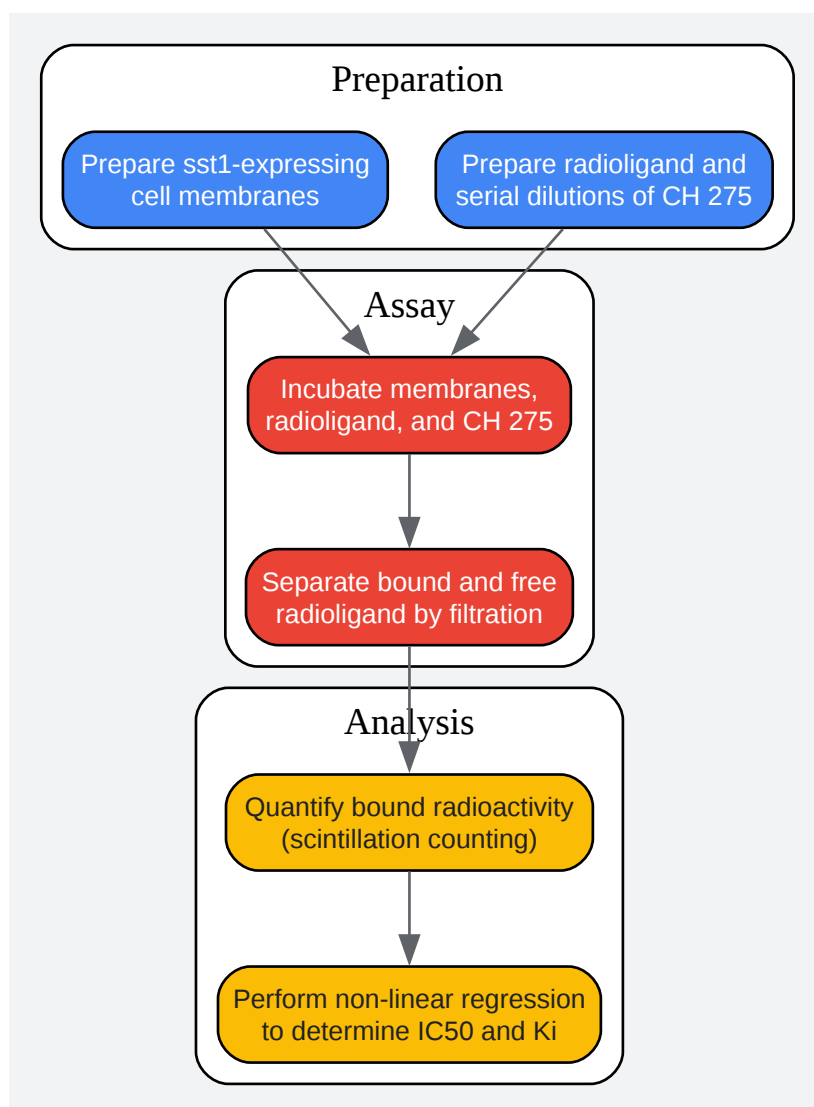 Preparation
Prepare sst1-expressing
cell membranes
Prepare radioligand and
serial dilutions of CH 275
Assay
Incubate membranes,
radioligand, and CH 275
Separate bound and free
radioligand by filtration
Analysis
Quantify bound radioactivity
(scintillation counting)
Perform non-linear regression
to determine IC50 and Ki